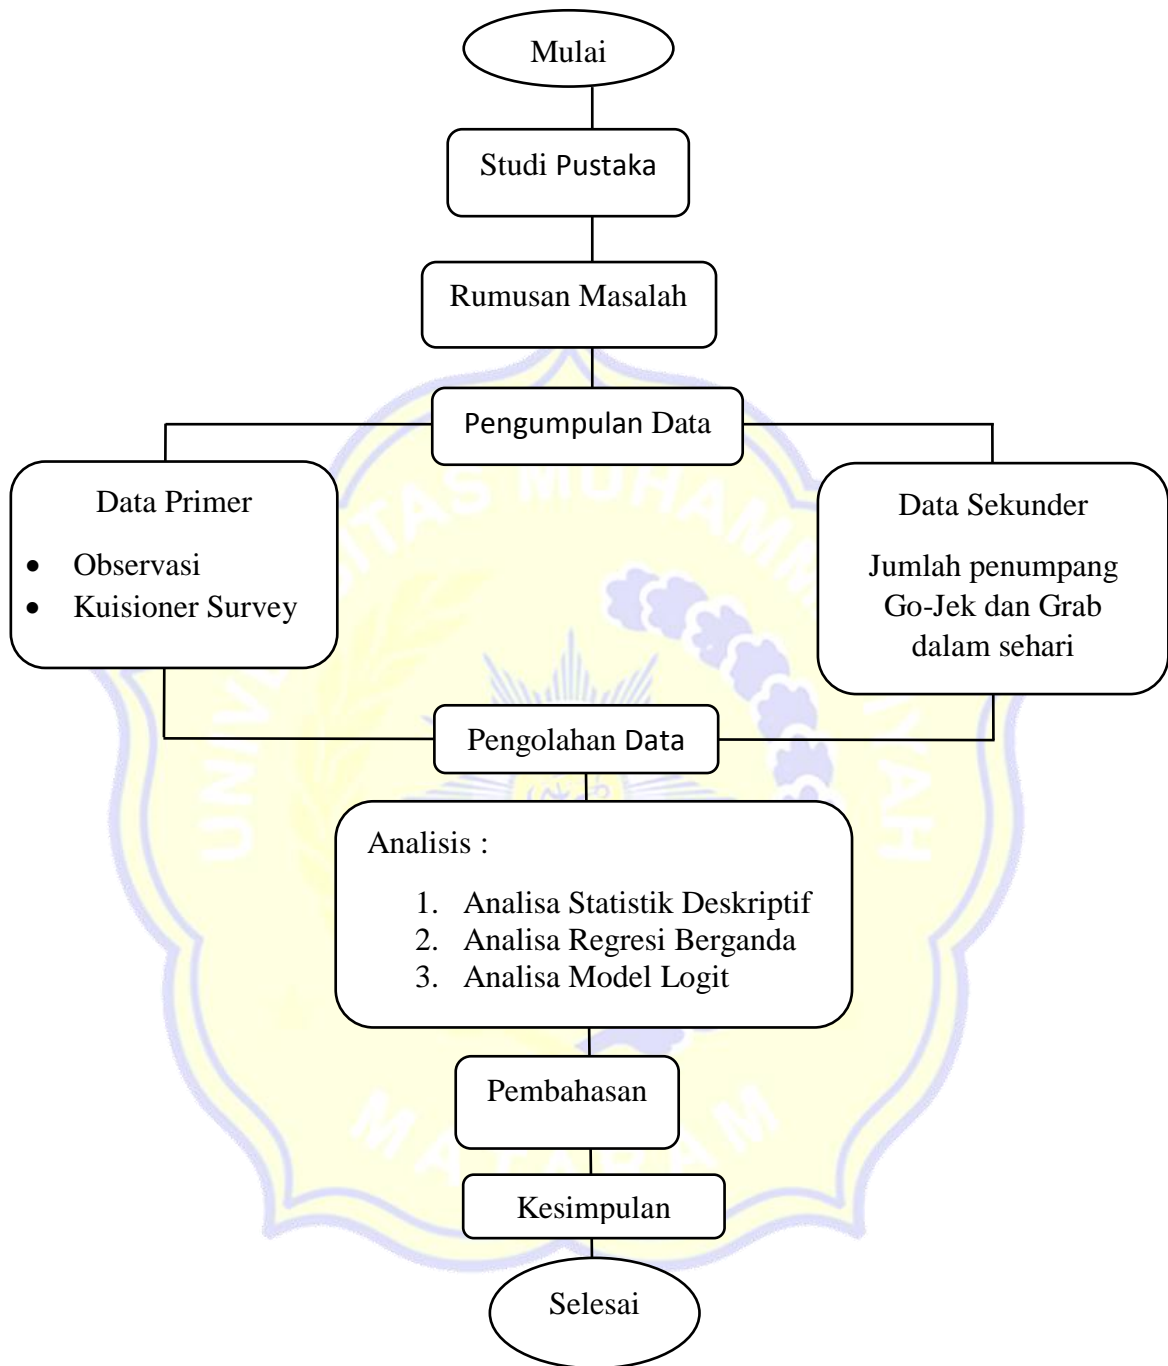 Mulai
Studi Pustaka
Rumusan Masalah
Pengumpulan Data
Data Primer
• Observasi
• Kuisioner Survey
Data Sekunder
Jumlah penumpang
Go-Jek dan Grab
dalam sehari
Pengolahan Data
Analisis :
1. Analisa Statistik Deskriptif
2. Analisa Regresi Berganda
3. Analisa Model Logit
Pembahasan
Kesimpulan
Selesai
MATARAM